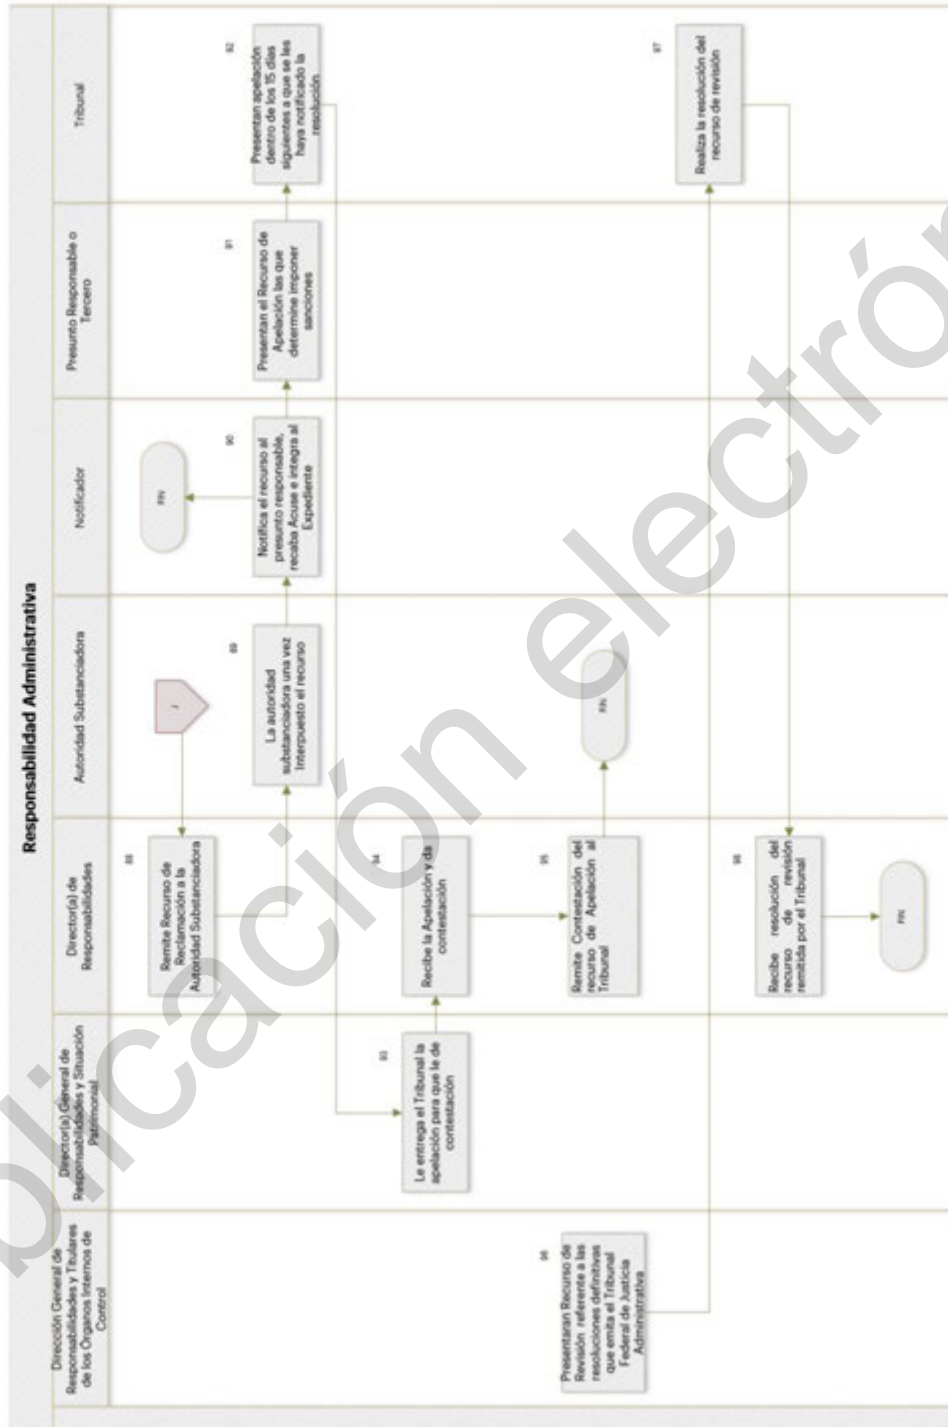 Responsabilidad Administrativa
Dirección General de
Responsabilidades y Titulares
de los Órganos Internos de
Control
Director(a) General de
Responsabilidades y Situación
Patrimonial
Director(a) de
Responsabilidades
Autoridad Substanciadora
Notificador
Presunto Responsable o
Tercero
Tribunal
88
Remite Recurso de
Reclamación a la
Autoridad Substanciadora
FIN
89
La autoridad
substanciadora una vez
Interpuesto el recurso
90
Notifica el recurso al
presunto responsable,
recaba Acuse e integra al
Expediente
91
Presentan el Recurso de
Apelación las que
determine imponer
sanciones
92
Presentan apelación
dentro de los 15 días
siguientes a que se les
haya notificado la
resolución
93
Le entrega el Tribunal la
apelación para que le de
contestación
94
Recibe la Apelación y da
contestación
95
Remite Contestación del
recurso de Apelación al
Tribunal
FIN
96
Presentaran Recurso de
Revisión referente a las
resoluciones definitivas
que emita el Tribunal
Federal de Justicia
Administrativa
97
Realiza la resolución del
recurso de revisión
Recibe resolución del
recurso de revisión
remitida por el Tribunal
FIN
plicación electrón